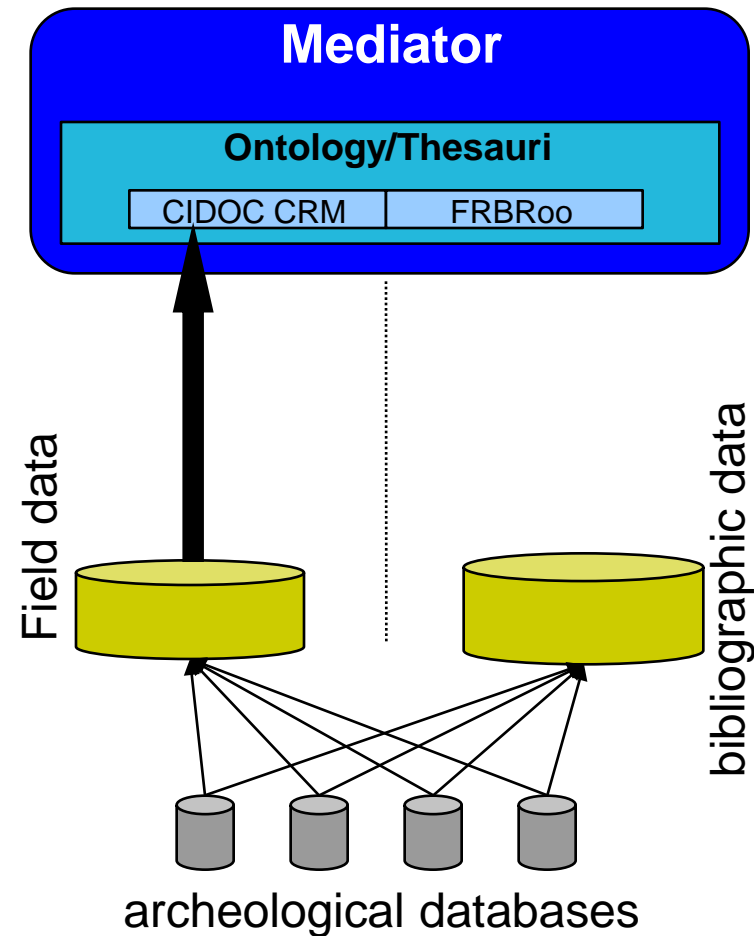 Mediator
Ontology/Thesauri
CIDOC CRM
FRBRoo
Field data
bibliographic data
archeological databases